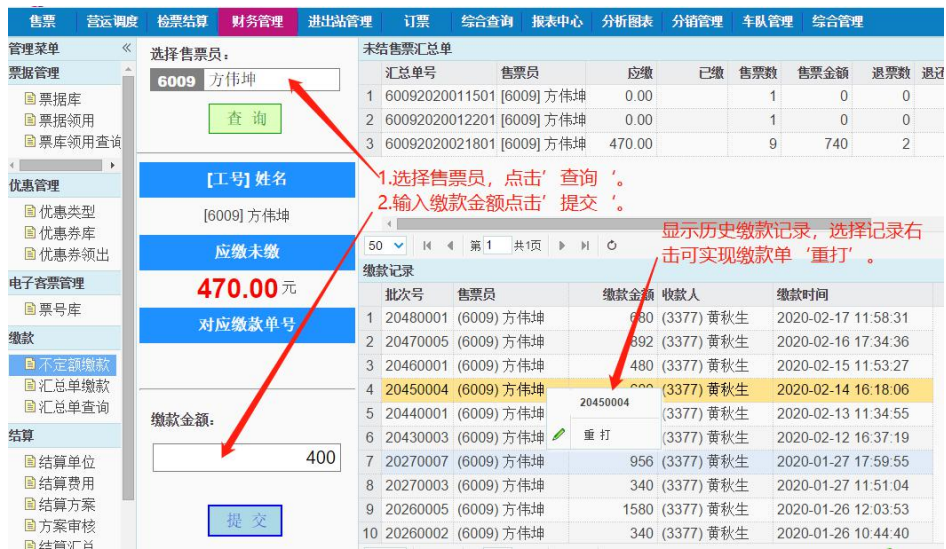 售票 营运调度 检票结算 财务管理 进出站管理 订票 综合查询 报表中心 分析图表 分销管理 车队管理 综合管理
管理菜单 «
票据管理
票据库
票据领用
票库领用查询
优惠管理
优惠类型
优惠券库
优惠券领出
电子客票管理
票号库
缴款
不定额缴款
汇总单缴款
汇总单查询
结算
结算单位
结算费用
结算方案
方案审核
结算汇总
选择售票员：
6009 方伟坤
查 询
[工号] 姓名
[6009] 方伟坤
应缴未缴
470.00 元
对应缴款单号
缴款金额：
400
提 交
未结售票汇总单
汇总单号 售票员 应缴 已缴 售票数 售票金额 退票数 退还
1 60092020011501 [6009] 方伟坤 0.00 1 0 0
2 60092020012201 [6009] 方伟坤 0.00 1 0 0
3 60092020021801 [6009] 方伟坤 470.00 9 740 2
1.选择售票员，点击‘ 查询 ‘。
2.输入缴款金额点击‘ 提交 ‘。
显示历史缴款记录，选择记录右
击可实现缴款单‘重打’。
50 第 1 共1页
缴款记录
批次号 售票员 缴款金额 收款人 缴款时间
1 20480001 (6009) 方伟坤 680 (3377) 黄秋生 2020-02-17 11:58:31
2 20470005 (6009) 方伟坤 892 (3377) 黄秋生 2020-02-16 17:34:36
3 20460001 (6009) 方伟坤 480 (3377) 黄秋生 2020-02-15 11:53:27
4 20450004 (6009) 方伟坤 (3377) 黄秋生 2020-02-14 16:18:06
5 20440001 (6009) 方伟坤 (3377) 黄秋生 2020-02-13 11:34:55
6 20430003 (6009) 方伟坤 (3377) 黄秋生 2020-02-12 16:37:19
7 20270007 (6009) 方伟坤 956 (3377) 黄秋生 2020-01-27 17:59:55
8 20270003 (6009) 方伟坤 340 (3377) 黄秋生 2020-01-27 11:51:04
9 20260005 (6009) 方伟坤 1580 (3377) 黄秋生 2020-01-26 12:03:53
10 20260002 (6009) 方伟坤 340 (3377) 黄秋生 2020-01-26 10:44:40
20450004
重 打